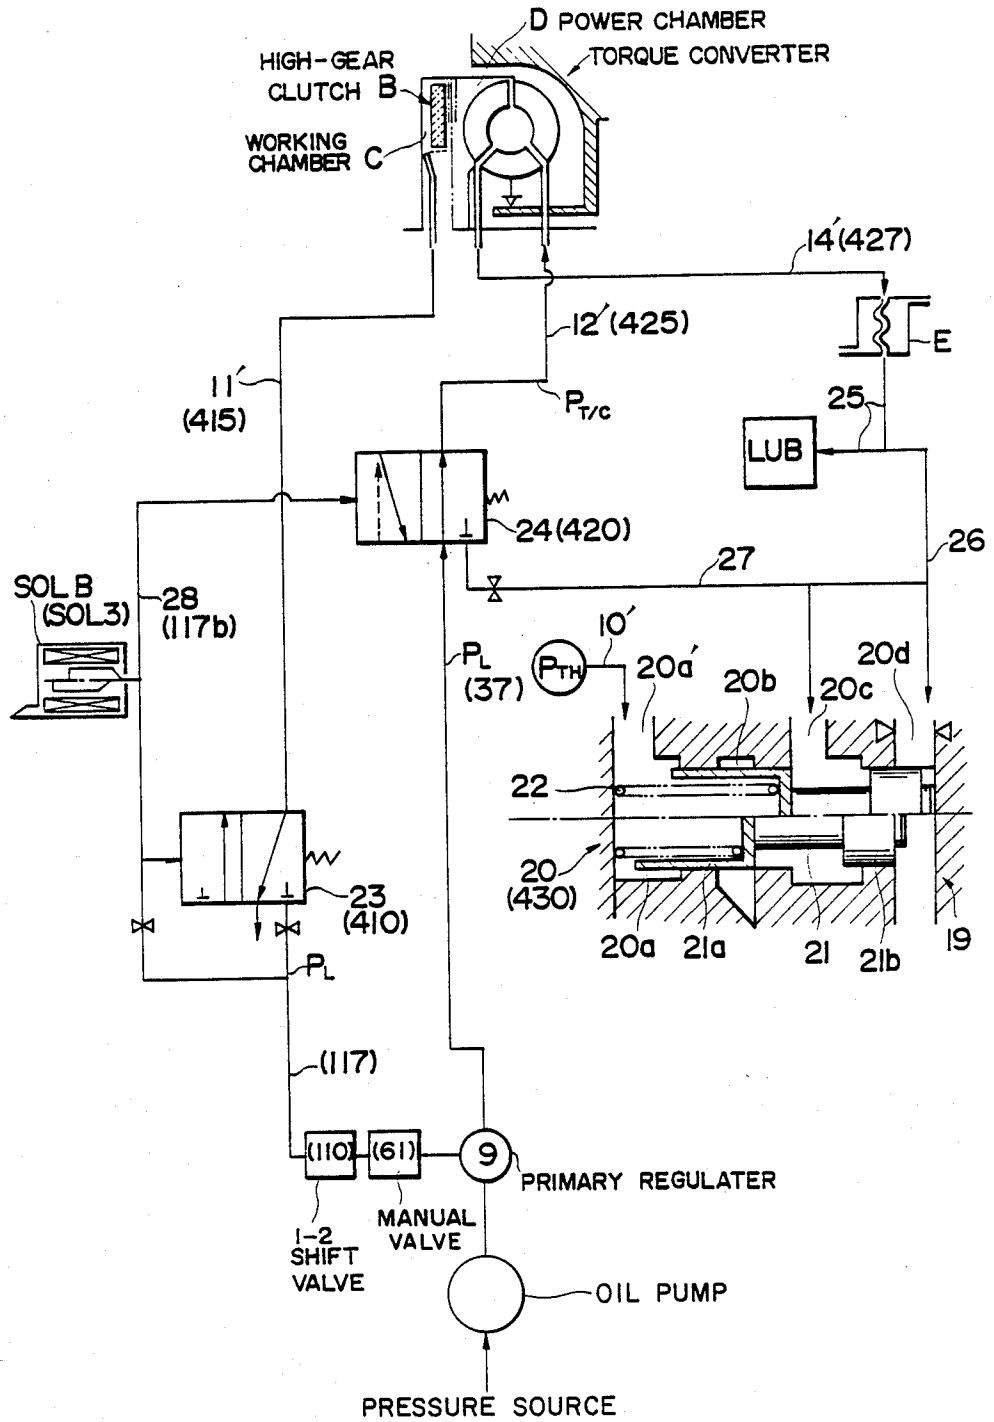 D POWER CHAMBER
TORQUE CONVERTER
HIGH-GEAR
CLUTCH B
WORKING
CHAMBER C
14'(427)
12'(425)
E
11'
(415)
P T/C
25
LUB
24(420)
26
27
SOL B
(SOL3)
28
(117b)
10'
PTH
PL
(37)
20a'
20b
20c
20d
22
20
(430)
23
(410)
20a
21a
21
21b
19
PL
(117)
(110)
(61)
9
PRIMARY REGULATER
MANUAL
VALVE
1-2
SHIFT
VALVE
OIL PUMP
PRESSURE SOURCE